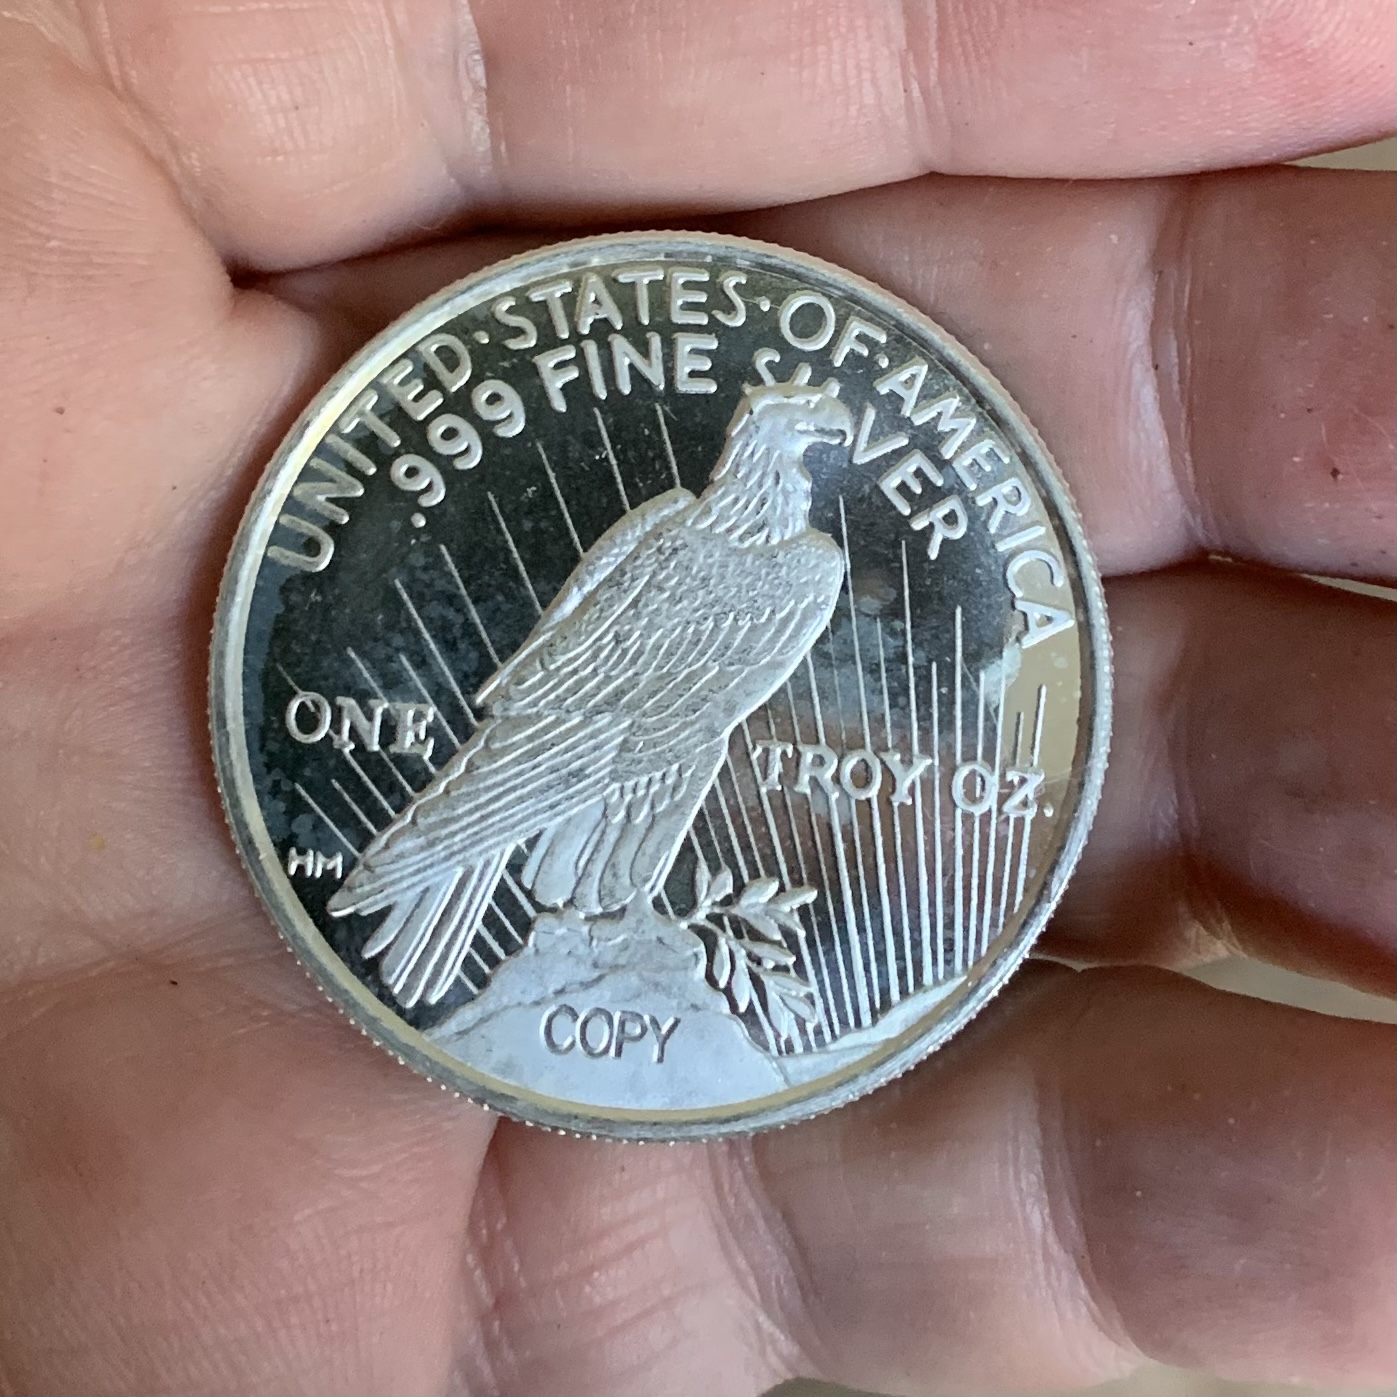 UNITED·STATES·OF·AMERICA
.999 FINE SILVER
ONE TROY OZ.
HM
COPY